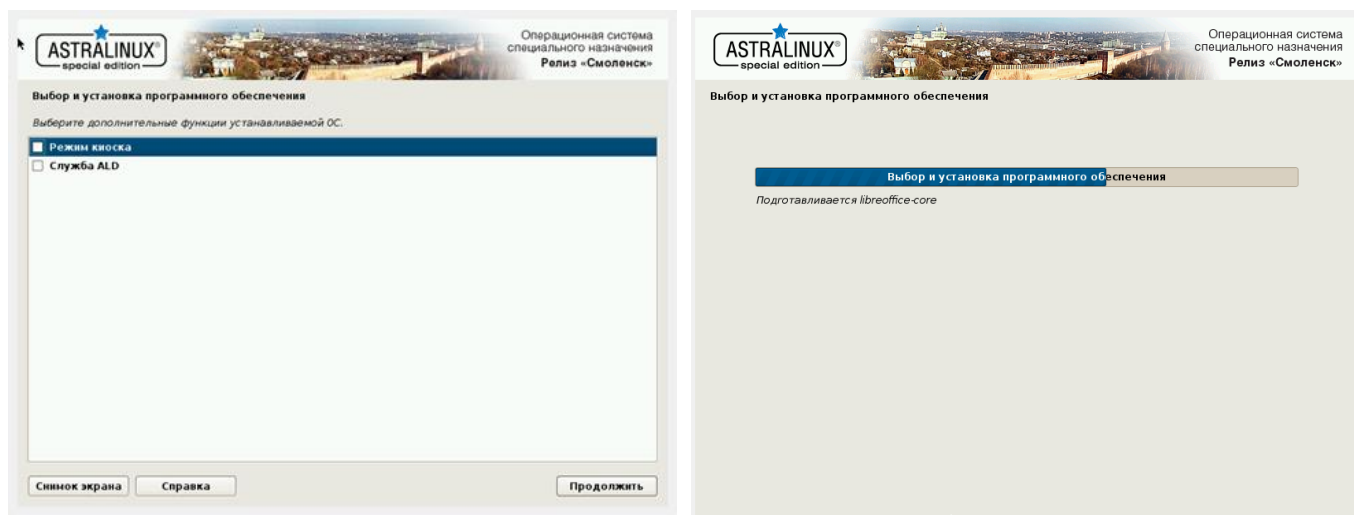 ASTRALINUX®
special edition
Операционная система
специального назначения
Релиз «Смоленск»
Выбор и установка программного обеспечения
Выберите дополнительные функции устанавливаемой ОС.
Режим киоска
Служба ALD
Снимок экрана
Справка
Продолжить
ASTRALINUX®
special edition
Операционная система
специального назначения
Релиз «Смоленск»
Выбор и установка программного обеспечения
Выбор и установка программного обеспечения
Подготавливается libreoffice-core